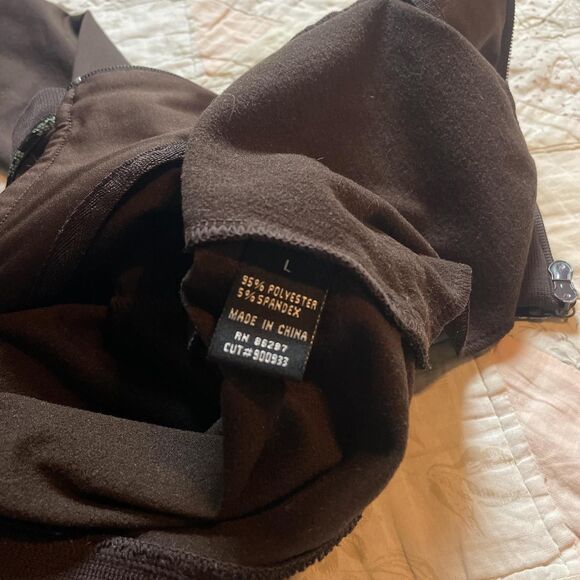 L
95% POLYESTER
5% SPANDEX
MADE IN CHINA
RN 86297
CUT#900933